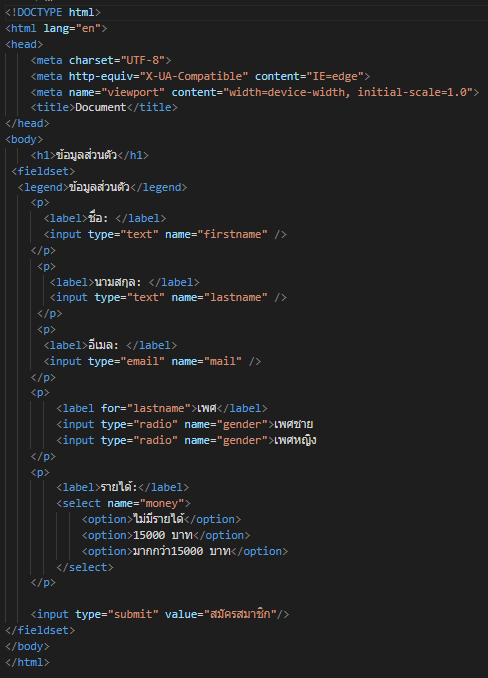 <!DOCTYPE html>
<html lang="en">
<head>
<meta charset="UTF-8">
<meta http-equiv="X-UA-Compatible" content="IE=edge">
<meta name="viewport" content="width=device-width, initial-scale=1.0">
<title>Document</title>
</head>
<body>
<h1>ข้อมูลส่วนตัว</h1>
<fieldset>
<legend>ข้อมูลส่วนตัว</legend>
<p>
<label>ชื่อ: </label>
<input type="text" name="firstname" />
</p>
<p>
<label>นามสกุล: </label>
<input type="text" name="lastname" />
</p>
<p>
<label>อีเมล: </label>
<input type="email" name="mail" />
</p>
<p>
<label for="lastname">เพศ</label>
<input type="radio" name="gender">เพศชาย
<input type="radio" name="gender">เพศหญิง
</p>
<p>
<label>รายได้:</label>
<select name="money">
<option>ไม่มีรายได้</option>
<option>15000 บาท</option>
<option>มากกว่า15000 บาท</option>
</select>
</p>
<input type="submit" value="สมัครสมาชิก"/>
</fieldset>
</body>
</html>